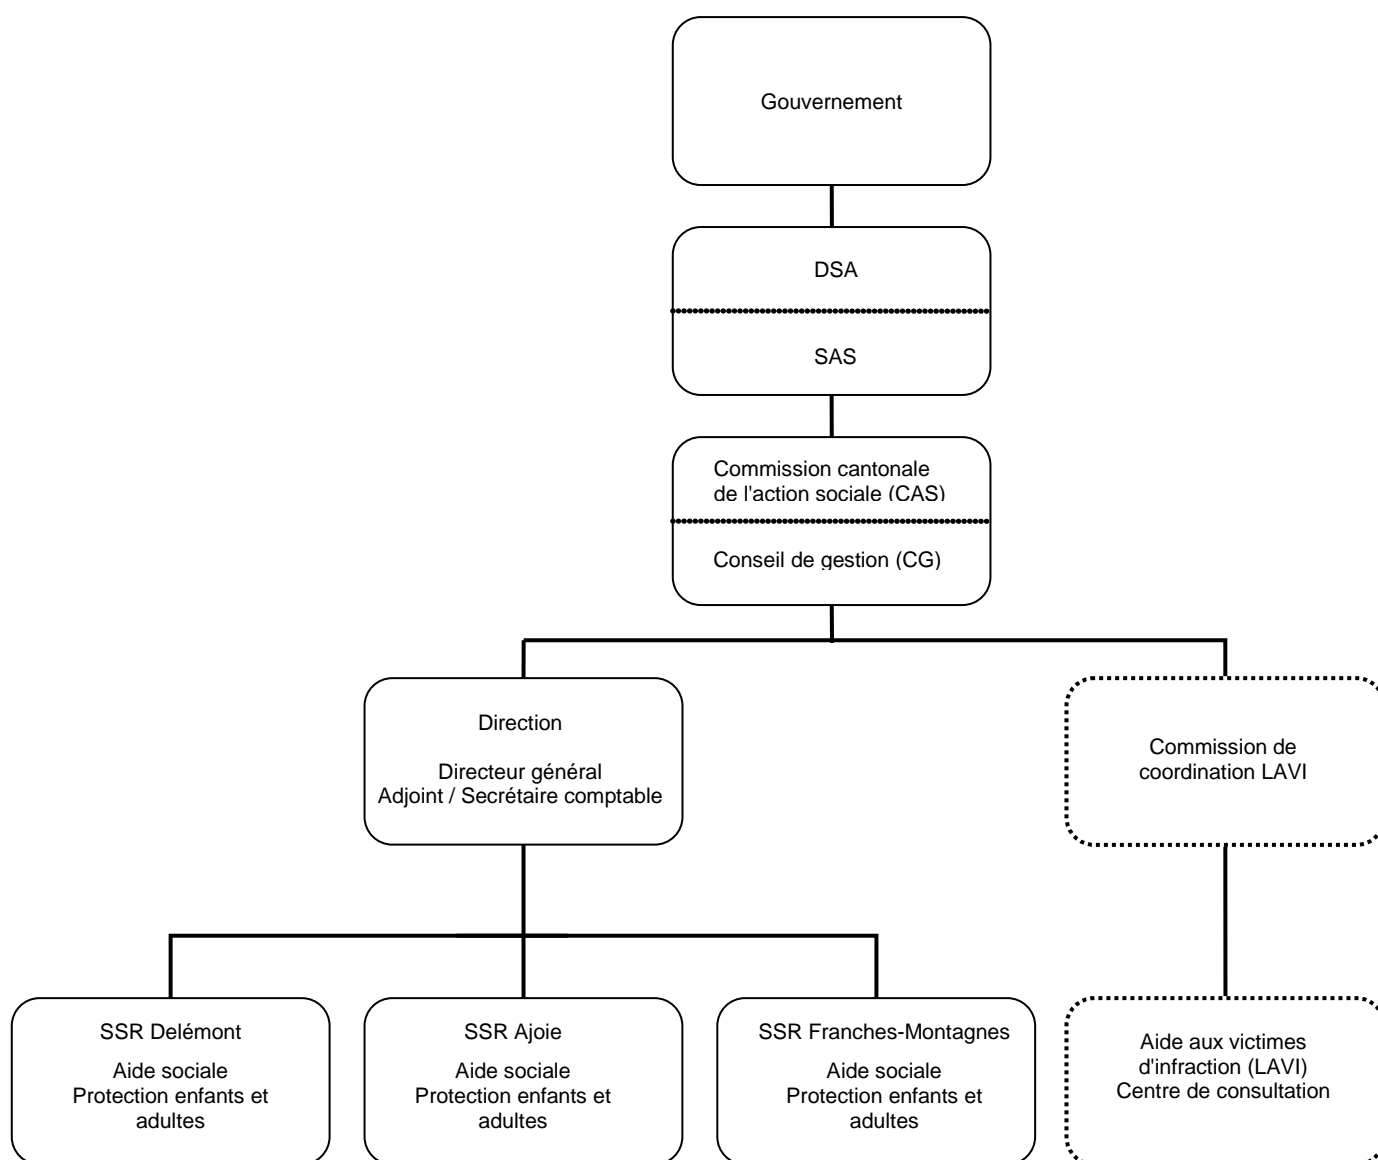 Gouvernement
DSA
SAS
Commission cantonale
de l'action sociale (CAS)
Conseil de gestion (CG)
Direction
Directeur général
Adjoint / Secrétaire comptable
Commission de
coordination LAVI
SSR Delémont
Aide sociale
Protection enfants et
adultes
SSR Ajoie
Aide sociale
Protection enfants et
adultes
SSR Franches-Montagnes
Aide sociale
Protection enfants et
adultes
Aide aux victimes
d'infraction (LAVI)
Centre de consultation